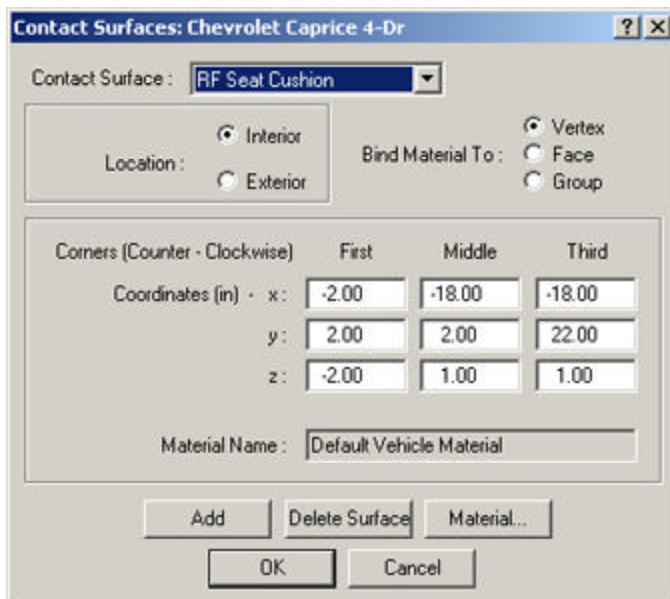 Contact Surfaces: Chevrolet Caprice 4-Dr
Contact Surface : RF Seat Cushion
Location :
Interior
Exterior
Bind Material To :
Vertex
Face
Group
Corners (Counter - Clockwise) First Middle Third
Coordinates (in) - x : -2.00 -18.00 -18.00
y : 2.00 2.00 22.00
z : -2.00 1.00 1.00
Material Name : Default Vehicle Material
Add Delete Surface Material...
OK Cancel